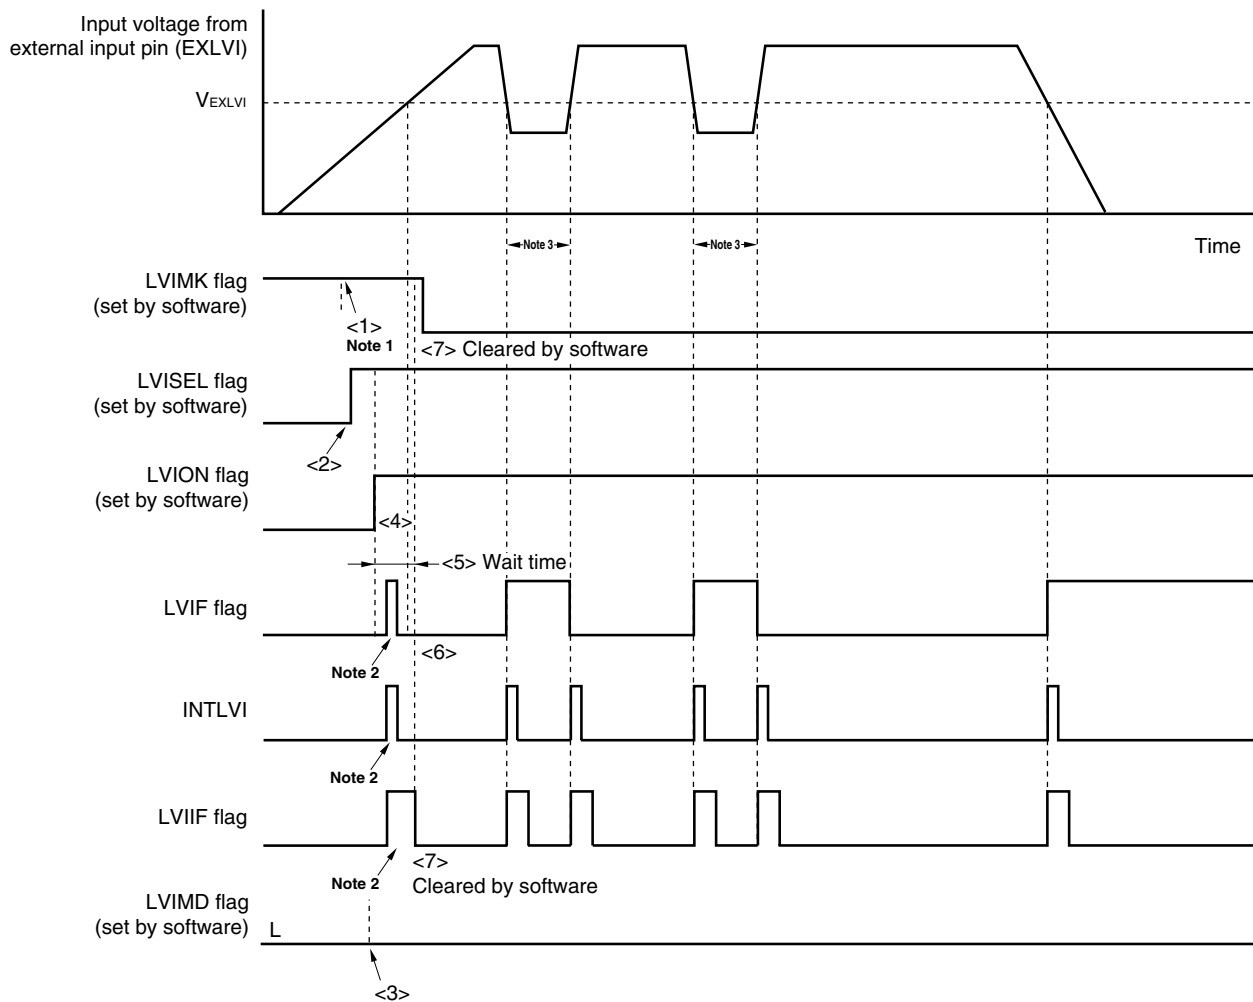 Input voltage from
external input pin (EXLVI)
VEXLVI
Note 3
Note 3
Time
LVIMK flag
(set by software)
<1>
Note 1
<7> Cleared by software
LVISEL flag
(set by software)
<2>
LVION flag
(set by software)
<4>
<5> Wait time
LVIF flag
Note 2
<6>
INTLVI
Note 2
LVIIF flag
Note 2
<7>
Cleared by software
LVIMD flag
(set by software)
L
<3>